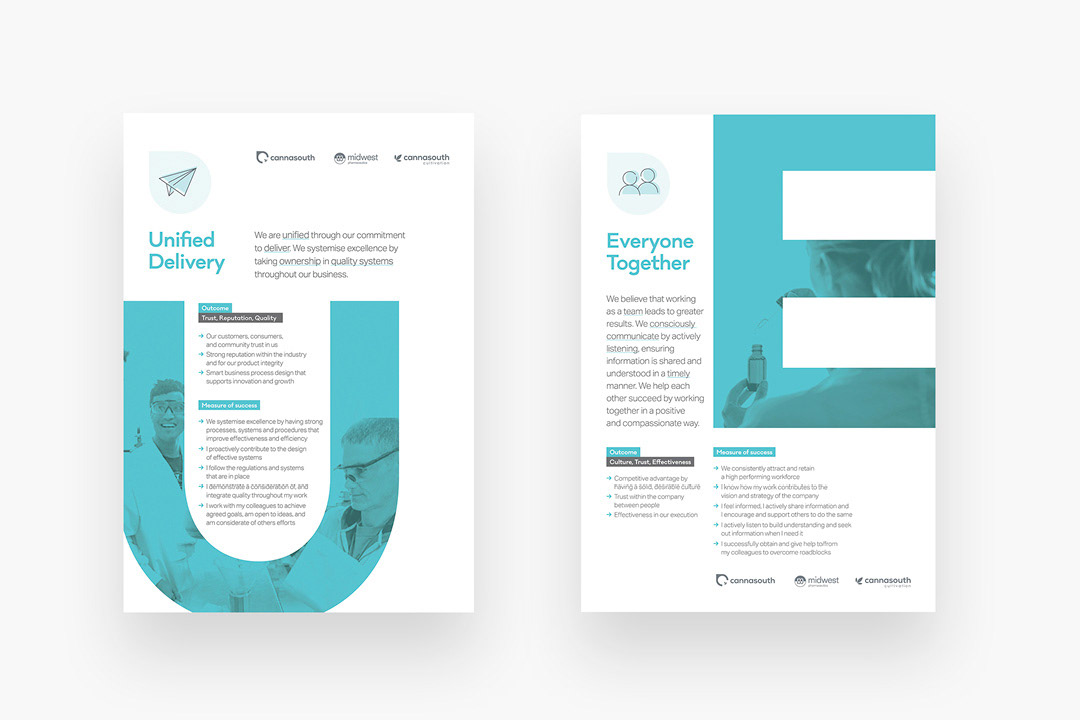 cannasouth
midwest
pharmaceutics
cannasouth
cultivation
Unified
Delivery
We are unified through our commitment
to deliver. We systemise excellence by
taking ownership in quality systems
throughout our business.
Outcome
Trust, Reputation, Quality
→ Our customers, consumers,
and community trust in us
→ Strong reputation within the industry
and for our product integrity
→ Smart business process design that
supports innovation and growth
Measure of success
→ We systemise excellence by having strong
processes, systems and procedures that
improve effectiveness and efficiency
→ I proactively contribute to the design
of effective systems
→ I follow the regulations and systems
that are in place
→ I demonstrate a consideration of, and
integrate quality throughout my work
→ I work with my colleagues to achieve
agreed goals, am open to ideas, and
am considerate of others efforts
Everyone
Together
We believe that working
as a team leads to greater
results. We consciously
communicate by actively
listening, ensuring
information is shared and
understood in a timely
manner. We help each
other succeed by working
together in a positive
and compassionate way.
Outcome
Culture, Trust, Effectiveness
→ Competitive advantage by
having a solid, desirable culture
→ Trust within the company
between people
→ Effectiveness in our execution
Measure of success
→ We consistently attract and retain
a high performing workforce
→ I know how my work contributes to the
vision and strategy of the company
→ I feel informed, I actively share information and
I encourage and support others to do the same
→ I actively listen to build understanding and seek
out information when I need it
→ I successfully obtain and give help to/from
my colleagues to overcome roadblocks
cannasouth
midwest
cannasouth
cultivation